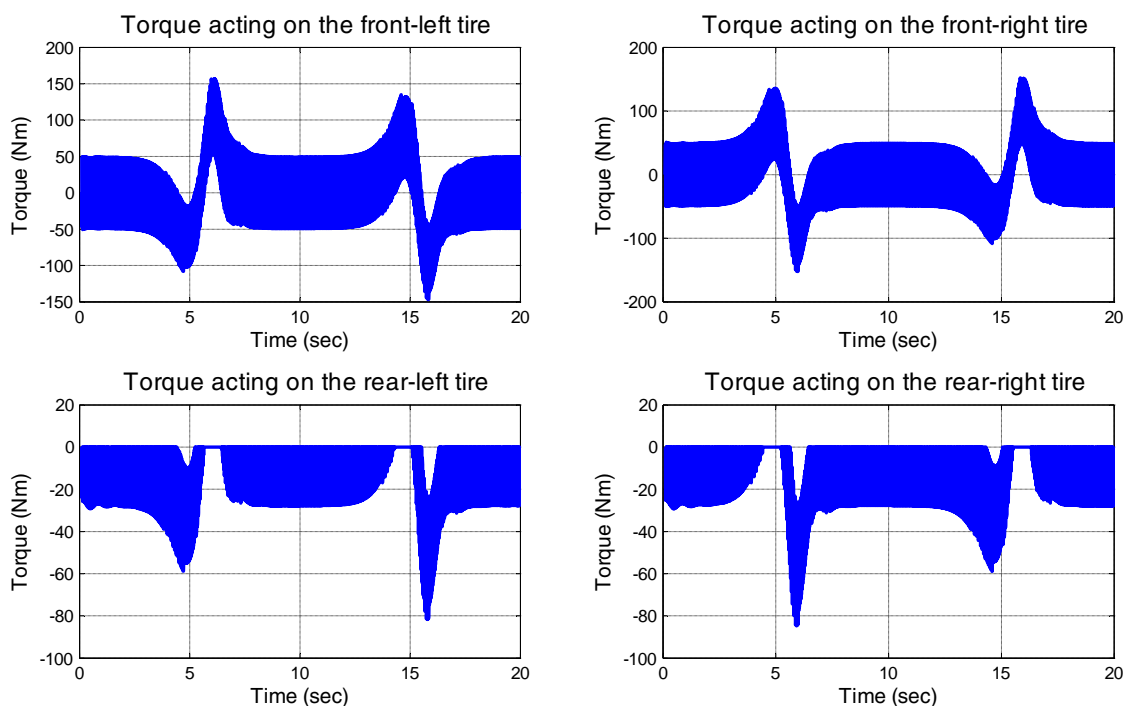 Torque acting on the front-left tire
200
150
100
50
0
-50
-100
-150
Torque (Nm)
0 5 10 15 20
Time (sec)
Torque acting on the front-right tire
200
100
0
-100
-200
Torque (Nm)
0 5 10 15 20
Time (sec)
Torque acting on the rear-left tire
20
0
-20
-40
-60
-80
-100
Torque (Nm)
0 5 10 15 20
Time (sec)
Torque acting on the rear-right tire
20
0
-20
-40
-60
-80
-100
Torque (Nm)
0 5 10 15 20
Time (sec)